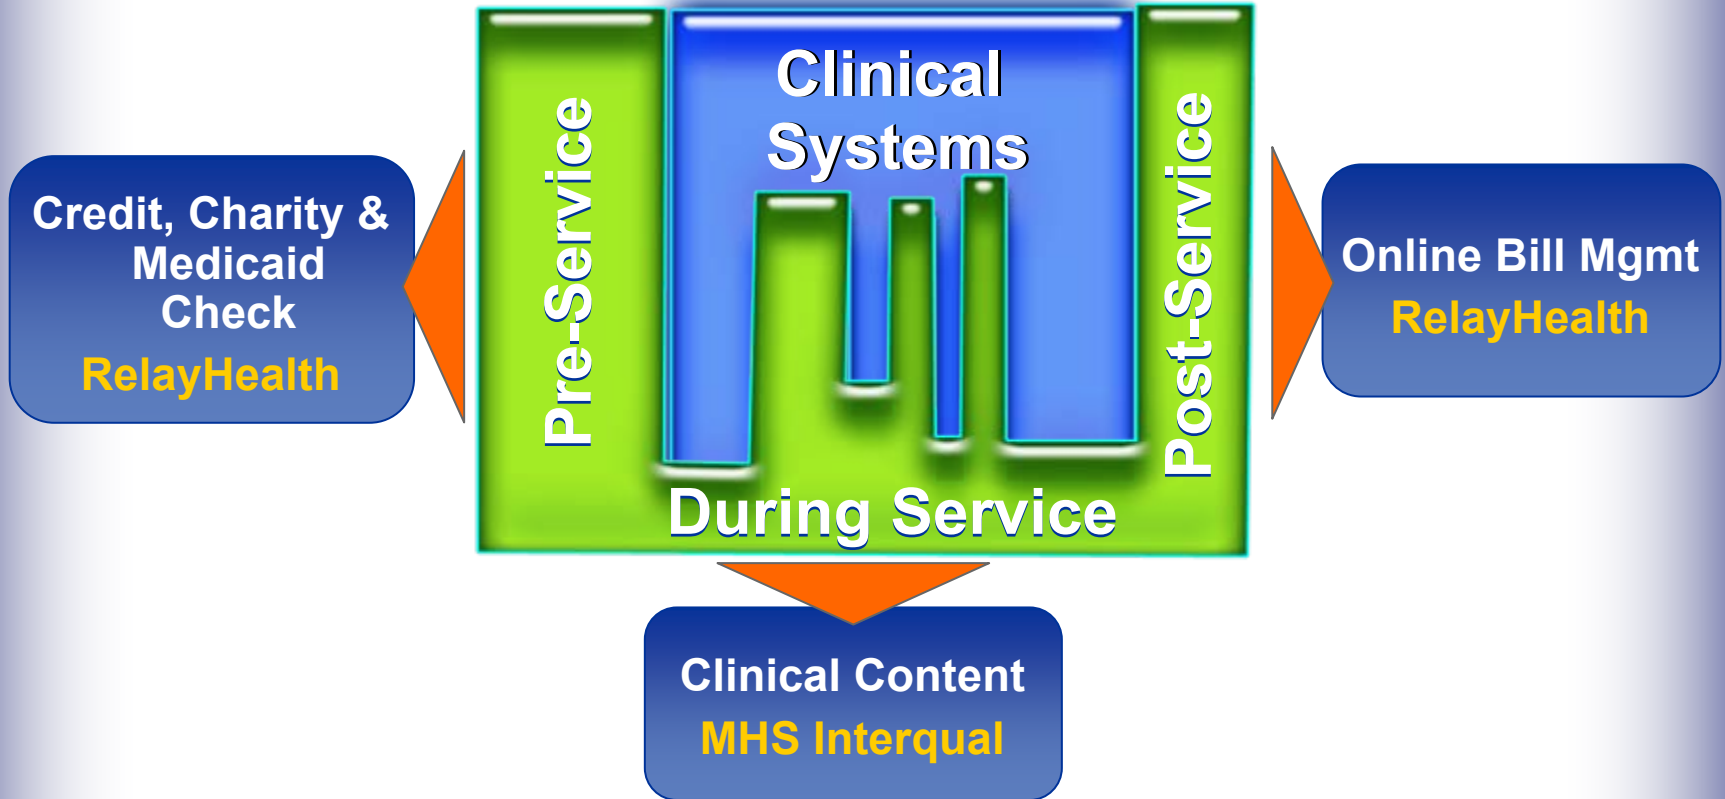 Clinical
Systems
Pre-Service
Post-Service
During Service
Credit, Charity &
Medicaid
Check
RelayHealth
Online Bill Mgmt
RelayHealth
Clinical Content
MHS Interqual